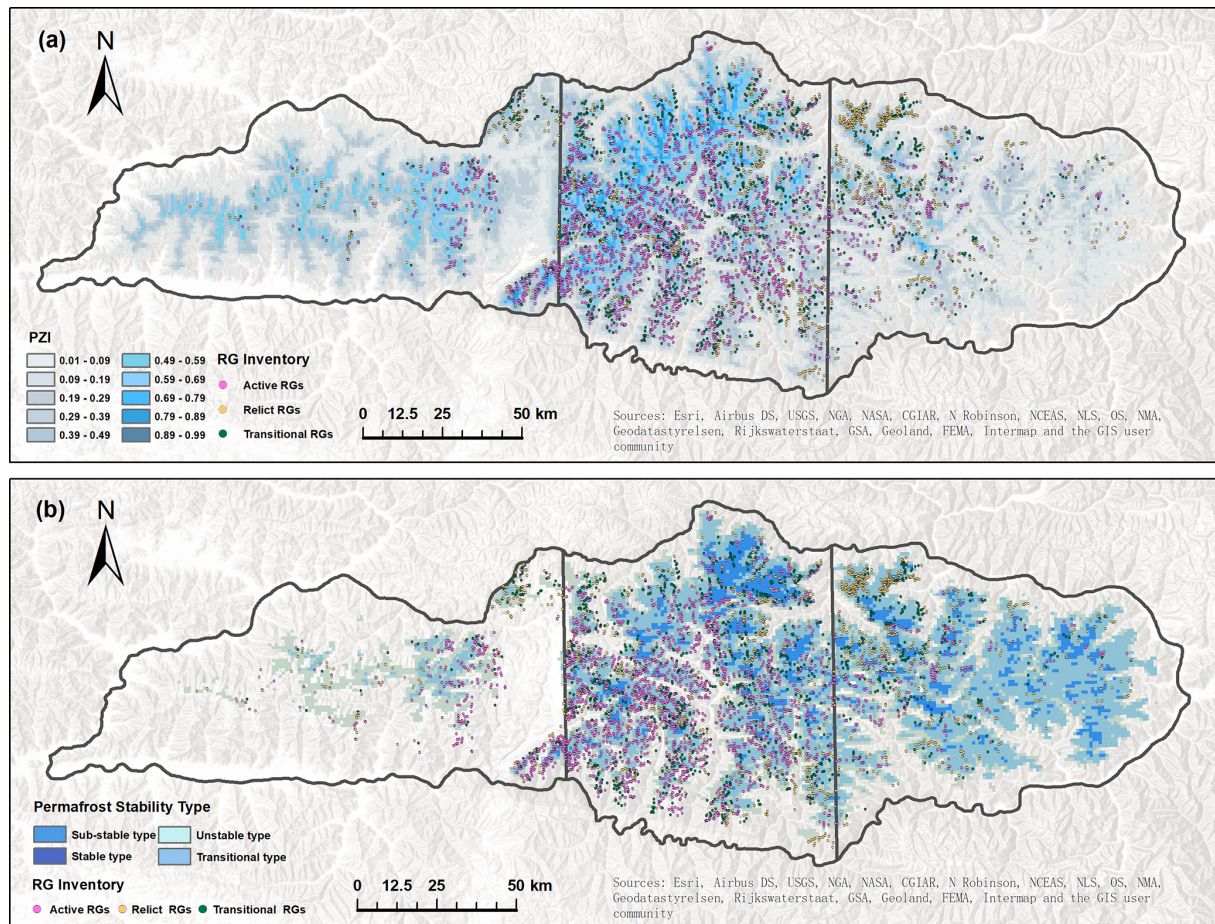 (a)
N
PZI
0.01 - 0.09
0.49 - 0.59
0.09 - 0.19
0.59 - 0.69
0.19 - 0.29
0.69 - 0.79
0.29 - 0.39
0.79 - 0.89
0.39 - 0.49
0.89 - 0.99
RG Inventory
Active RGs
Relict RGs
Transitional RGs
0 12.5 25 50 km
Sources: Esri, Airbus DS, USGS, NGA, NASA, CGIAR, N Robinson, NCEAS, NLS, OS, NMA,
Geodatastyrelsen, Rijkswaterstaat, GSA, Geoland, FEMA, Intermap and the GIS user
community
(b)
N
Permafrost Stability Type
Sub-stable type
Unstable type
Stable type
Transitional type
RG Inventory
Active RGs Relict RGs Transitional RGs
0 12.5 25 50 km
Sources: Esri, Airbus DS, USGS, NGA, NASA, CGIAR, N Robinson, NCEAS, NLS, OS, NMA,
Geodatastyrelsen, Rijkswaterstaat, GSA, Geoland, FEMA, Intermap and the GIS user
community